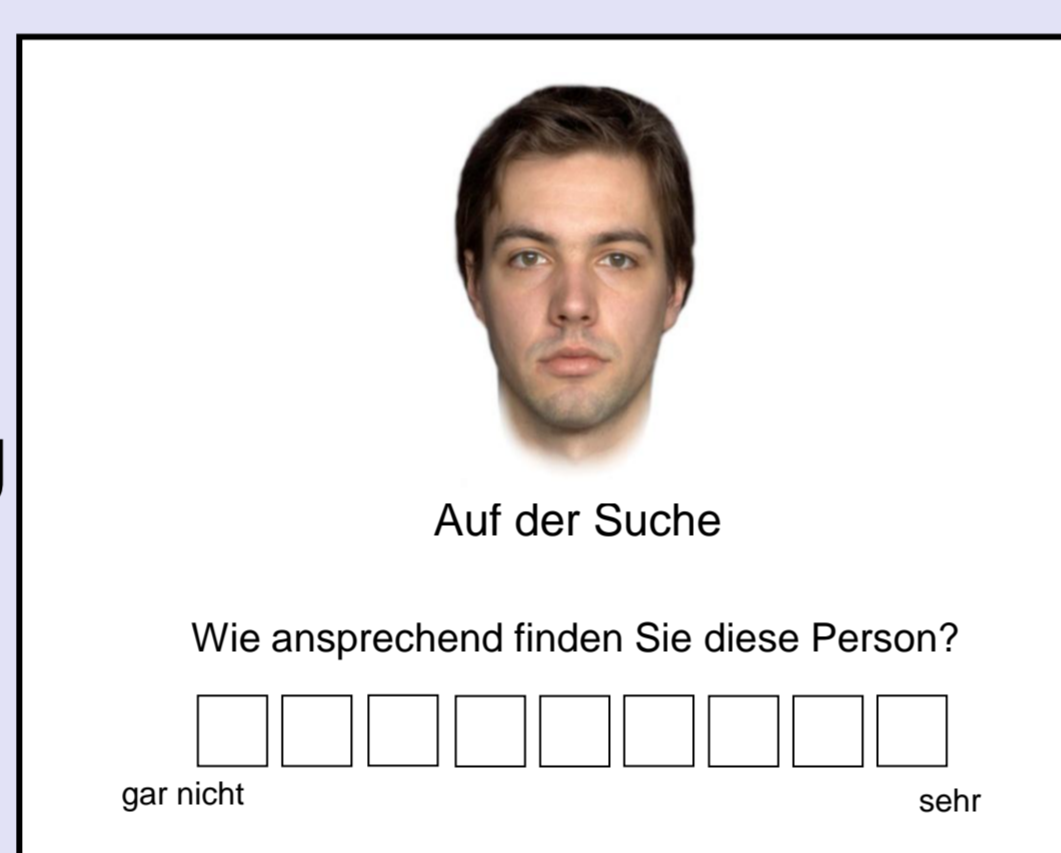 Auf der Suche
Wie ansprechend finden Sie diese Person?
gar nicht
sehr